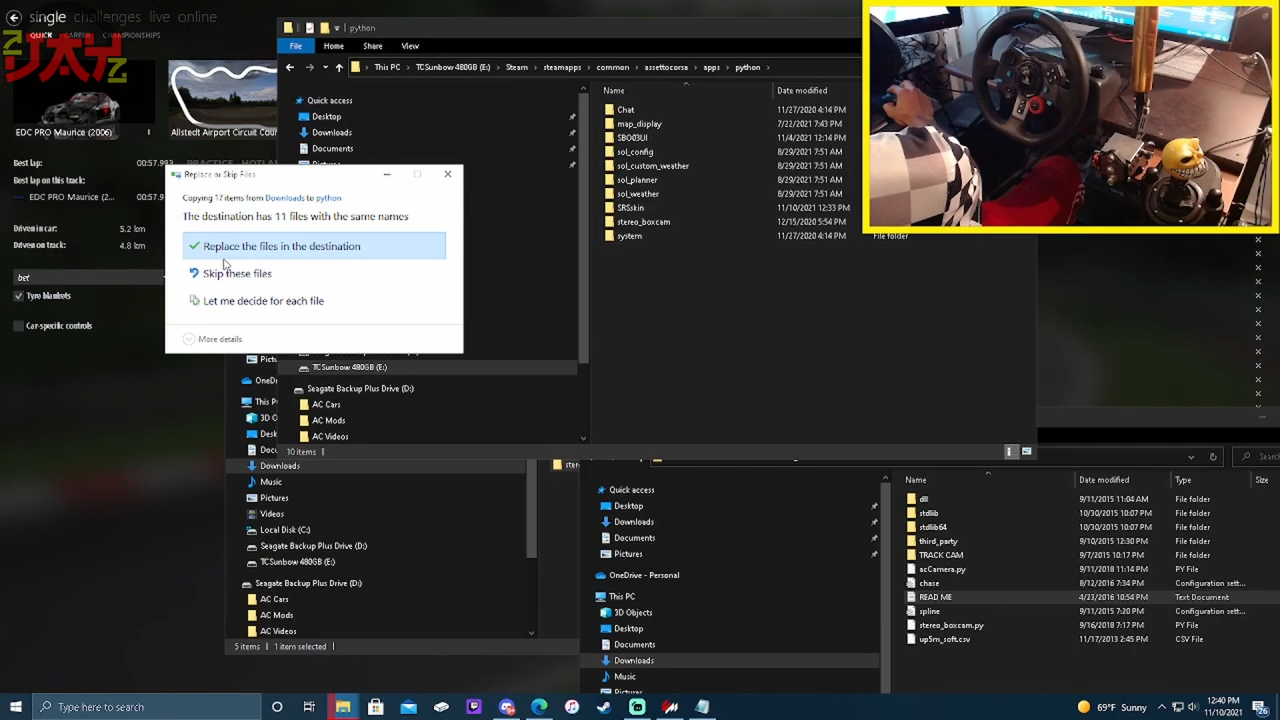 single challenges live online
QUICK CAREER CHAMPIONSHIPS
JAY
EDC PRO Maurice (2006)
Allstedt Airport Circuit Cour
Best lap: 00:57.983 PRACTICE HOTLAP
Best lap on this track:
EDC PRO Maurice (2... 00:57.983
Driven in car: 5.2 km
Driven on track: 4.8 km
bet
Tyre blankets
Car-specific controls
python
File Home Share View
This PC TCSunbow 480GB (E:) Steam steamapps common assettocorsa apps python
Quick access
Desktop
Downloads
Documents
Pictures
Name Date modified
Chat 11/27/2020 4:14 PM
map_display 7/22/2021 7:43 PM
SBO03UI 11/4/2021 12:14 PM
sol_config 8/29/2021 7:51 AM
sol_custom_weather 8/29/2021 7:51 AM
sol_planner 8/29/2021 7:51 AM
sol_weather 8/29/2021 7:51 AM
SRSskin 11/10/2021 12:33 PM
stereo_boxcam 12/15/2020 5:54 PM
system 11/27/2020 4:14 PM File folder
Replace or Skip Files
Copying 17 items from Downloads to python
The destination has 11 files with the same names
Replace the files in the destination
Skip these files
Let me decide for each file
More details
TCSunbow 480GB (E:)
Seagate Backup Plus Drive (D:)
AC Cars
AC Mods
AC Videos
10 items
Downloads
Music
Pictures
Videos
Local Disk (C:)
Seagate Backup Plus Drive (D:)
TCSunbow 480GB (E:)
Seagate Backup Plus Drive (D:)
AC Cars
AC Mods
AC Videos
5 items 1 item selected
Quick access
Desktop
Downloads
Documents
Pictures
OneDrive - Personal
This PC
3D Objects
Desktop
Documents
Downloads
Music
Pictures
Name Date modified Type Size
dll 9/11/2015 11:04 AM File folder
stdlib 10/30/2015 10:07 PM File folder
stdlib64 10/30/2015 10:07 PM File folder
third_party 9/10/2015 12:30 PM File folder
TRACK CAM 9/7/2015 10:17 PM File folder
acCamera.py 9/11/2018 11:14 PM PY File
chase 8/12/2016 7:34 PM Configuration sett...
READ ME 4/23/2016 10:54 PM Text Document
spline 9/11/2015 7:20 PM Configuration sett...
stereo_boxcam.py 9/16/2018 7:17 PM PY File
up5m_soft.csv 11/17/2013 2:45 PM CSV File
Type here to search
69°F Sunny
12:40 PM
11/10/2021
26